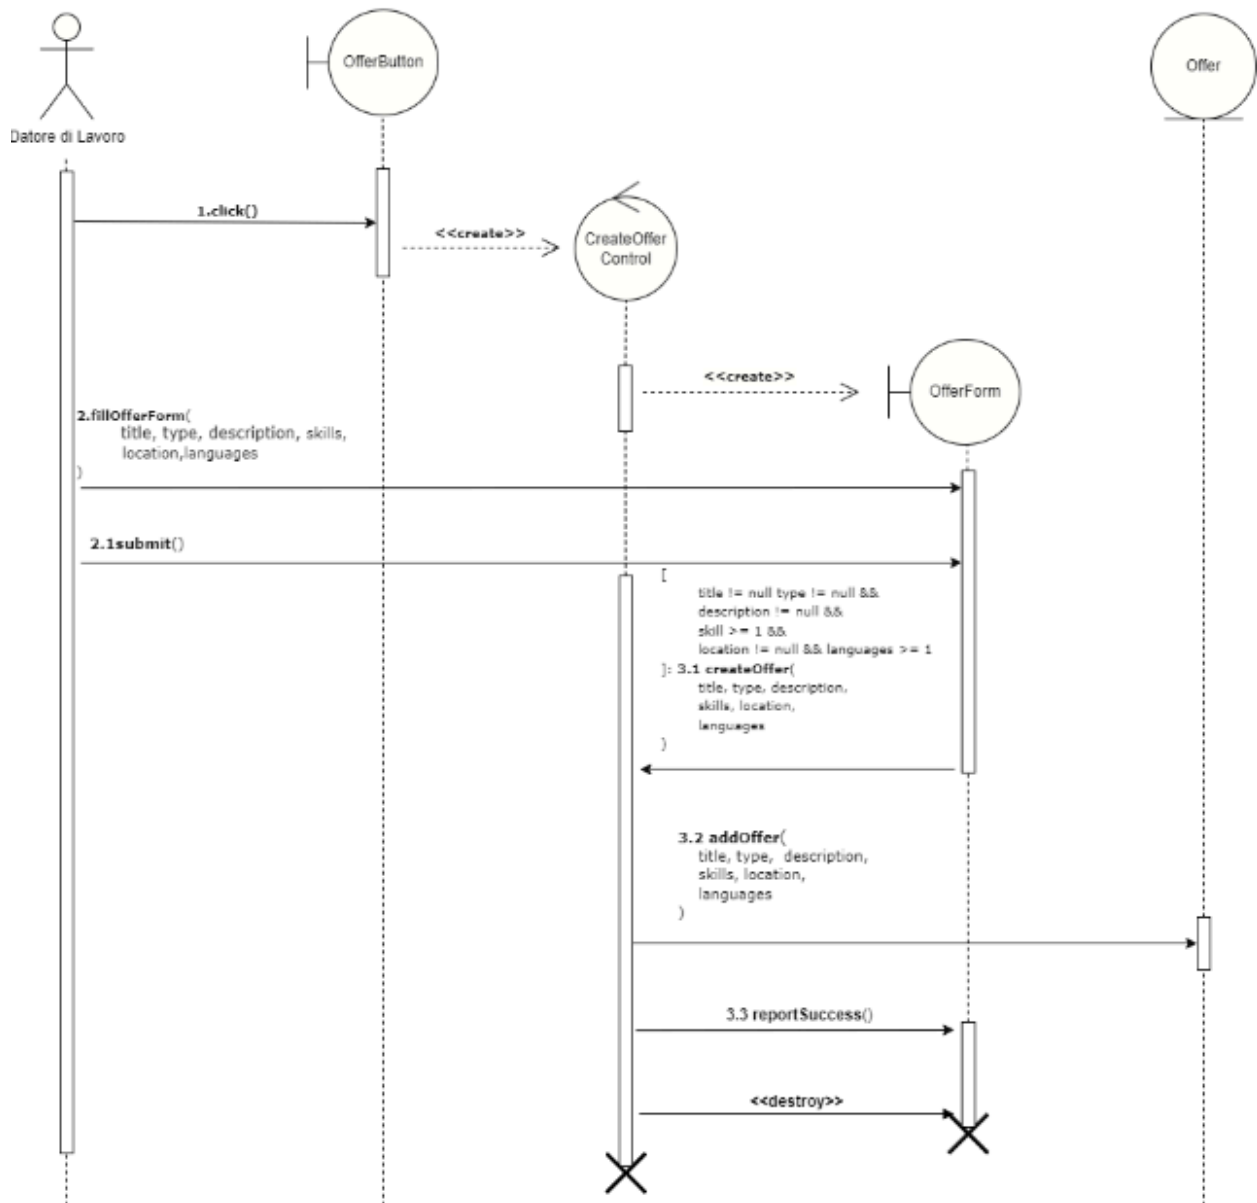 OfferButton
Offer
Datore di Lavoro
1.click()
<<create>>
CreateOffer
Control
<<create>>
OfferForm
2.fillOfferForm(
title, type, description, skills,
location,languages
)
2.1submit()
[
title != null type != null &&
description != null &&
skill >= 1 &&
location != null && languages >= 1
]: 3.1 createOffer(
title, type, description,
skills, location,
languages
)
3.2 addOffer(
title, type, description,
skills, location,
languages
)
3.3 reportSuccess()
<<destroy>>